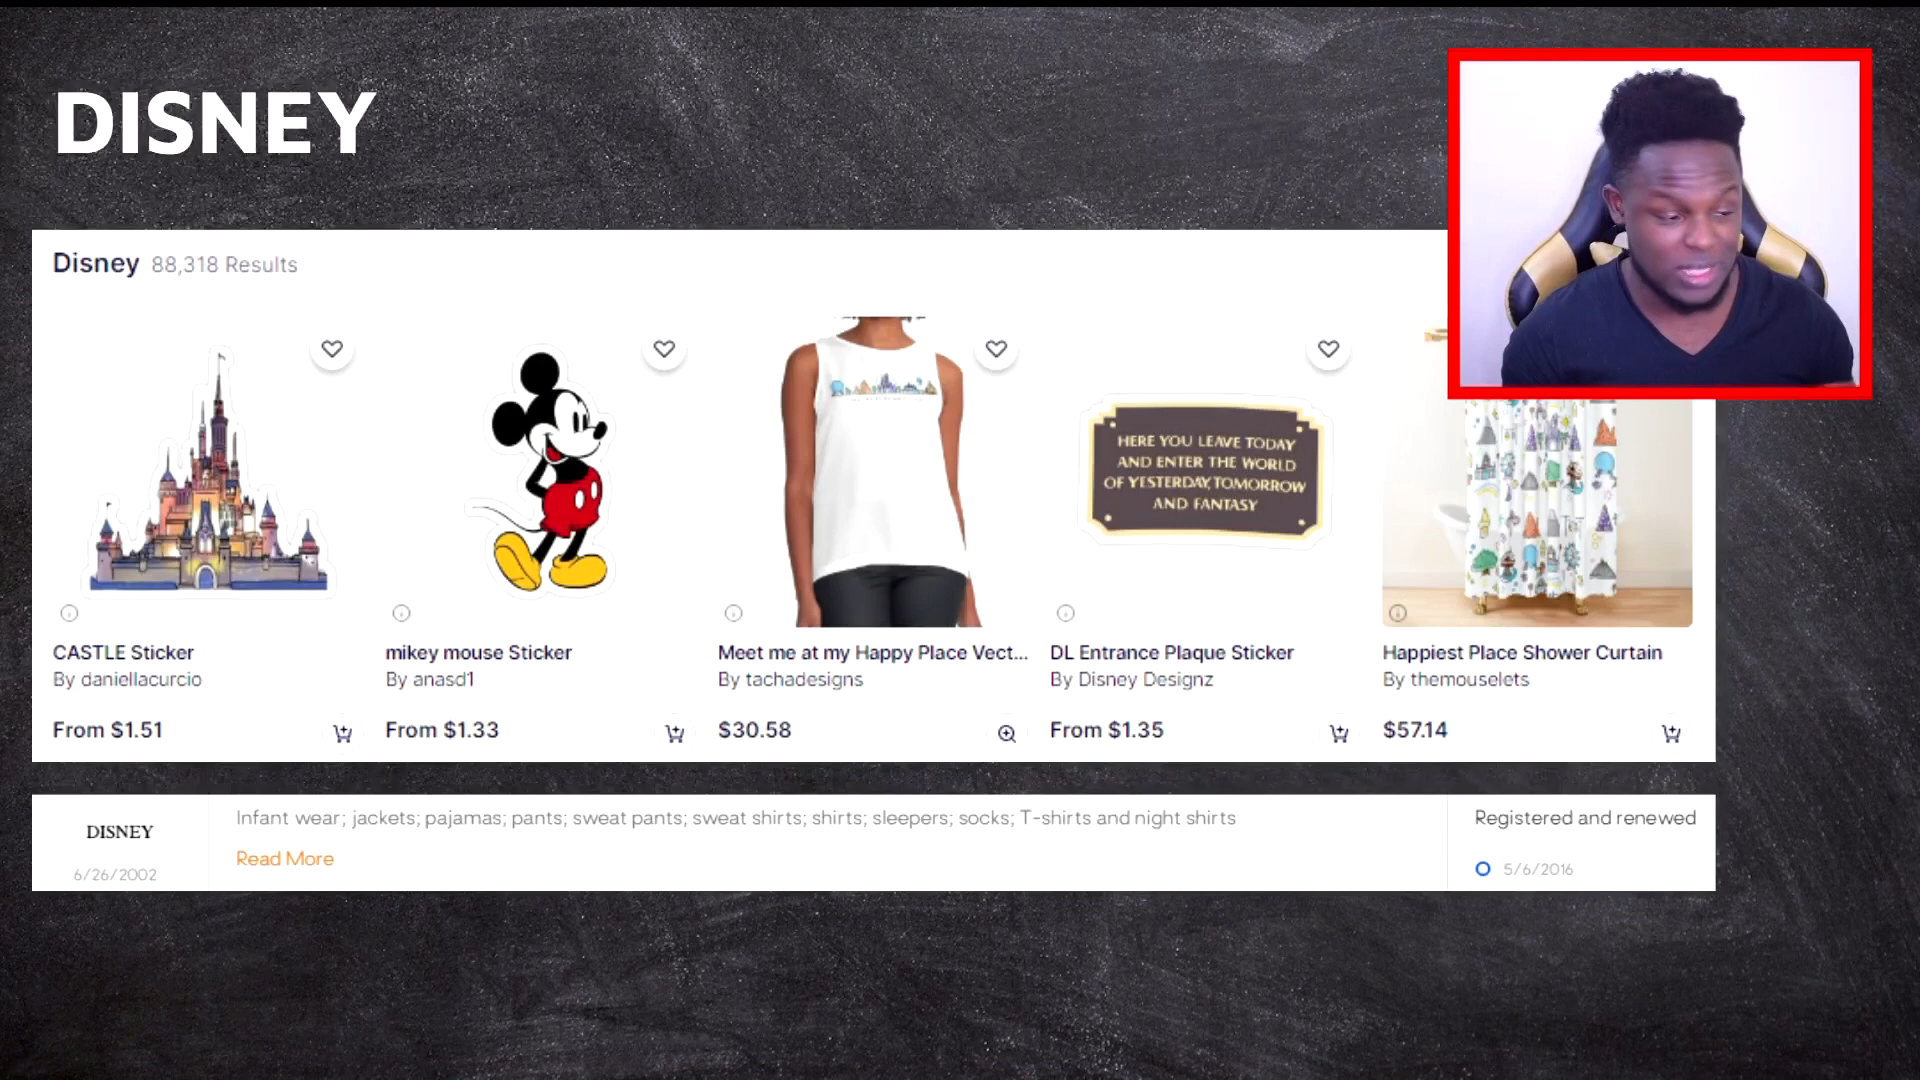 DISNEY
Disney 88,318 Results
HERE YOU LEAVE TODAY
AND ENTER THE WORLD
OF YESTERDAY, TOMORROW
AND FANTASY
CASTLE Sticker
By daniellacurcio
From $1.51
mikey mouse Sticker
By anasd1
From $1.33
Meet me at my Happy Place Vect...
By tachadesigns
$30.58
DL Entrance Plaque Sticker
By Disney Designz
From $1.35
Happiest Place Shower Curtain
By themouselets
$57.14
DISNEY
6/26/2002
Infant wear; jackets; pajamas; pants; sweat pants; sweat shirts; shirts; sleepers; socks; T-shirts and night shirts
Read More
Registered and renewed
5/6/2016